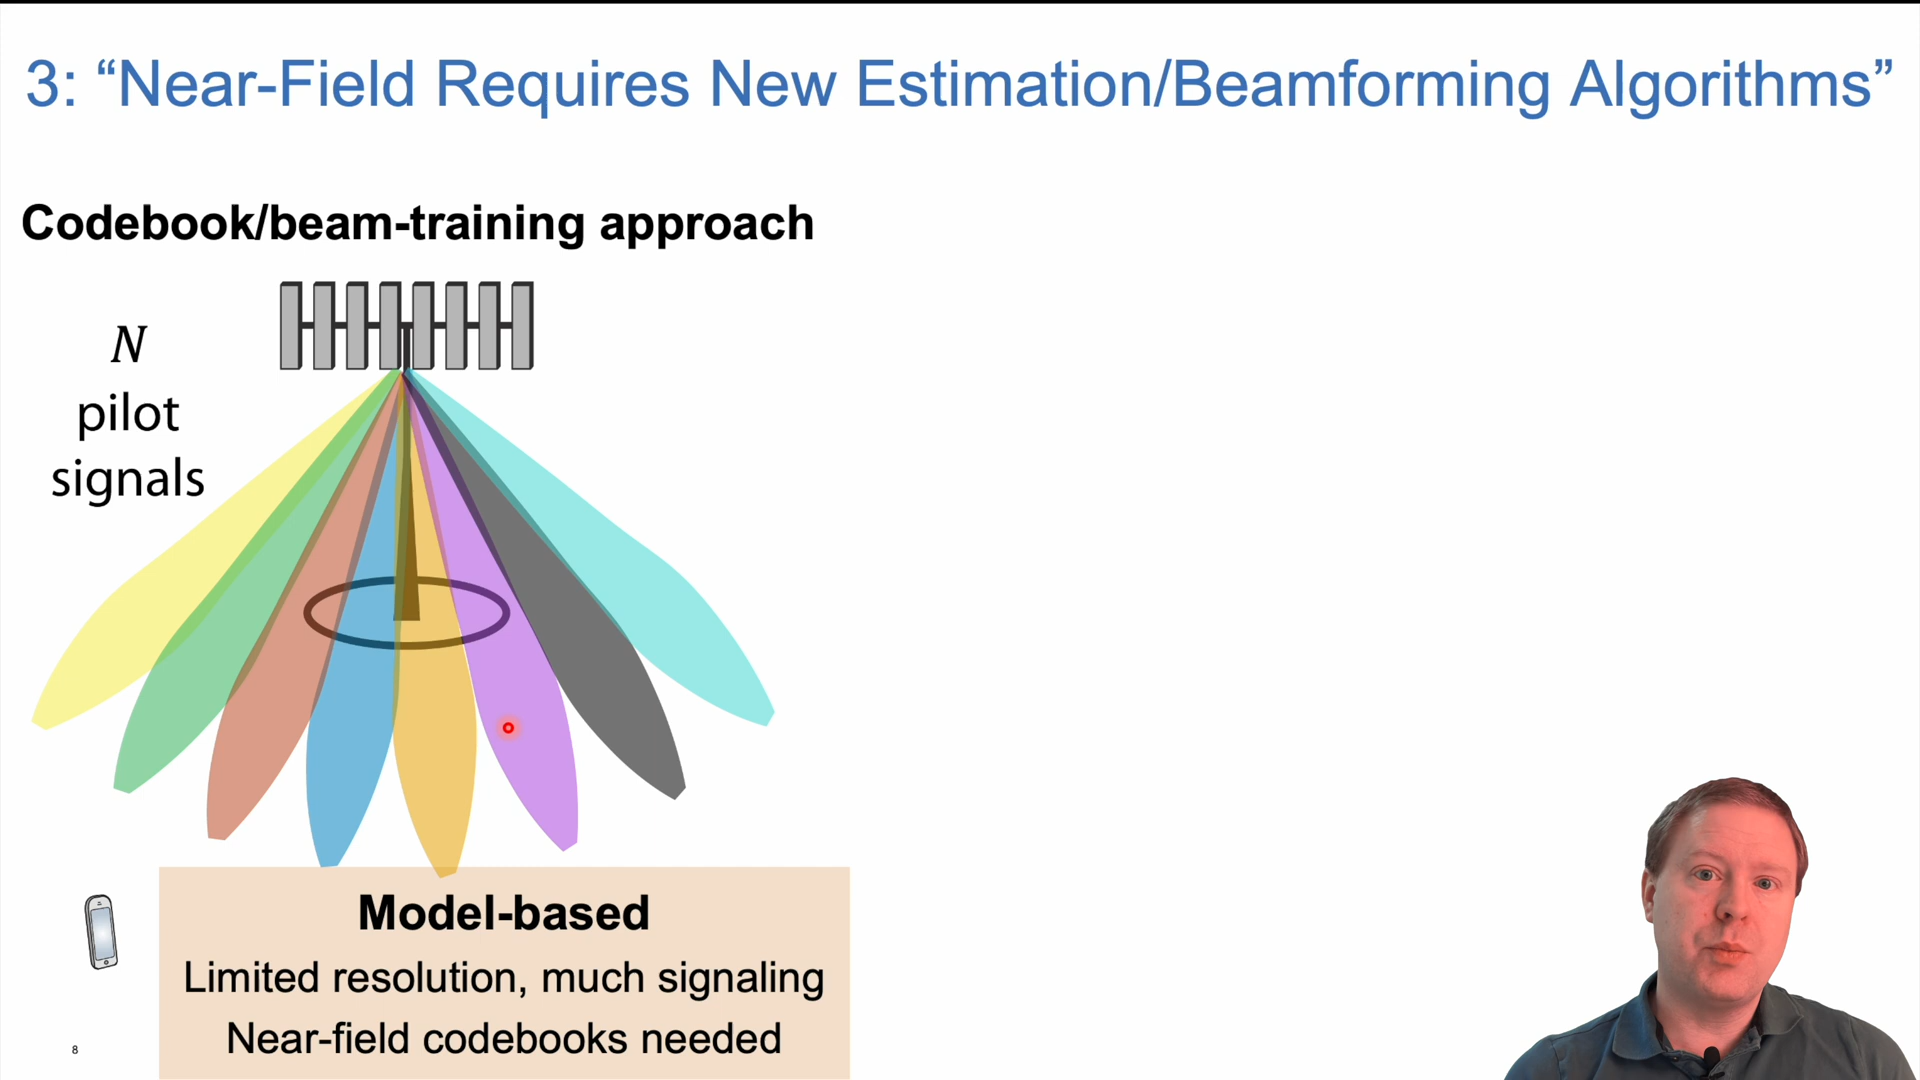 3: “Near-Field Requires New Estimation/Beamforming Algorithms”
Codebook/beam-training approach
N
pilot
signals
Model-based
Limited resolution, much signaling
Near-field codebooks needed
8